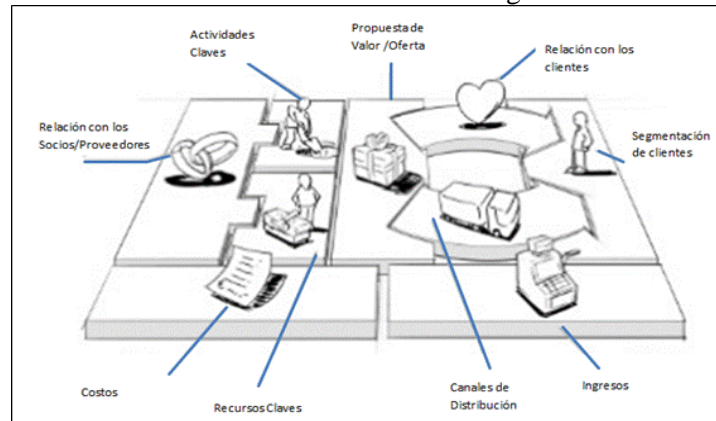 Actividades
Claves
Propuesta de
Valor /Oferta
Relación con los
clientes
Relación con los
Socios/Proveedores
Segmentación
de clientes
Costos
Recursos Claves
Canales de
Distribución
Ingresos